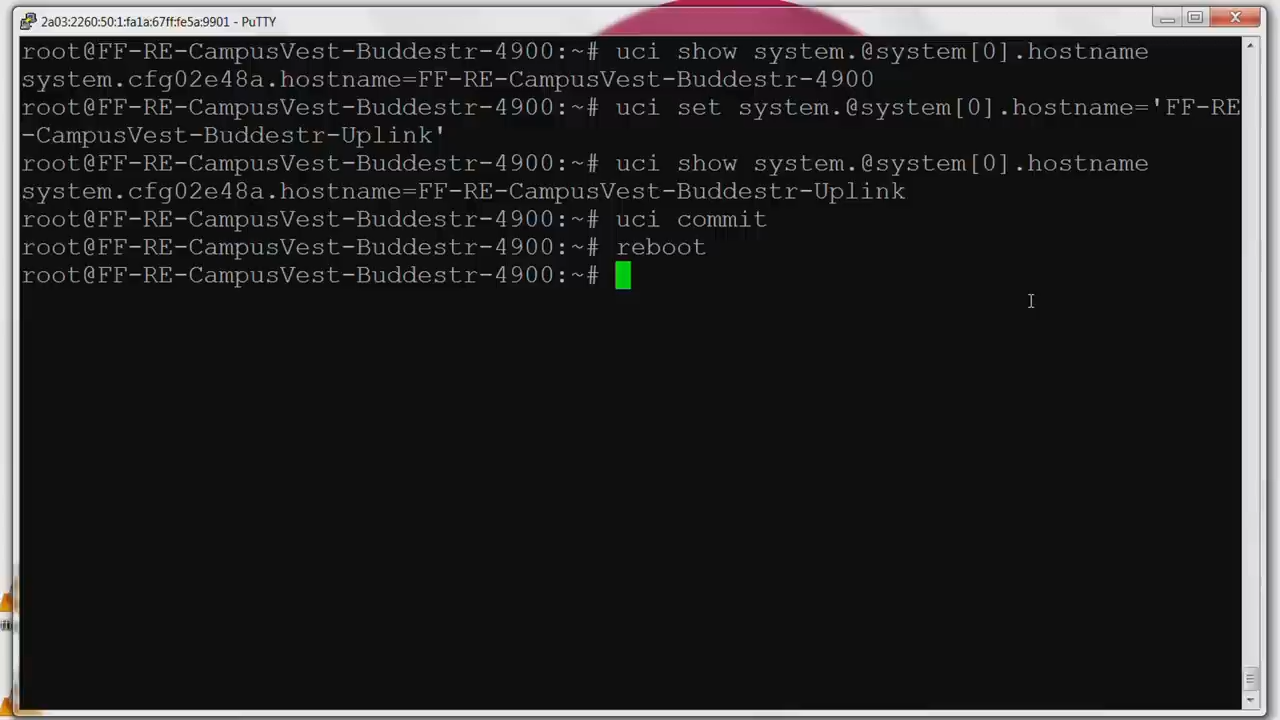 2a03:2260:50:1:fa1a:67ff:fe5a:9901 - PuTTY
root@FF-RE-CampusVest-Buddestr-4900:~# uci show system.@system[0].hostname
system.cfg02e48a.hostname=FF-RE-CampusVest-Buddestr-4900
root@FF-RE-CampusVest-Buddestr-4900:~# uci set system.@system[0].hostname='FF-RE
-CampusVest-Buddestr-Uplink'
root@FF-RE-CampusVest-Buddestr-4900:~# uci show system.@system[0].hostname
system.cfg02e48a.hostname=FF-RE-CampusVest-Buddestr-Uplink
root@FF-RE-CampusVest-Buddestr-4900:~# uci commit
root@FF-RE-CampusVest-Buddestr-4900:~# reboot
root@FF-RE-CampusVest-Buddestr-4900:~#